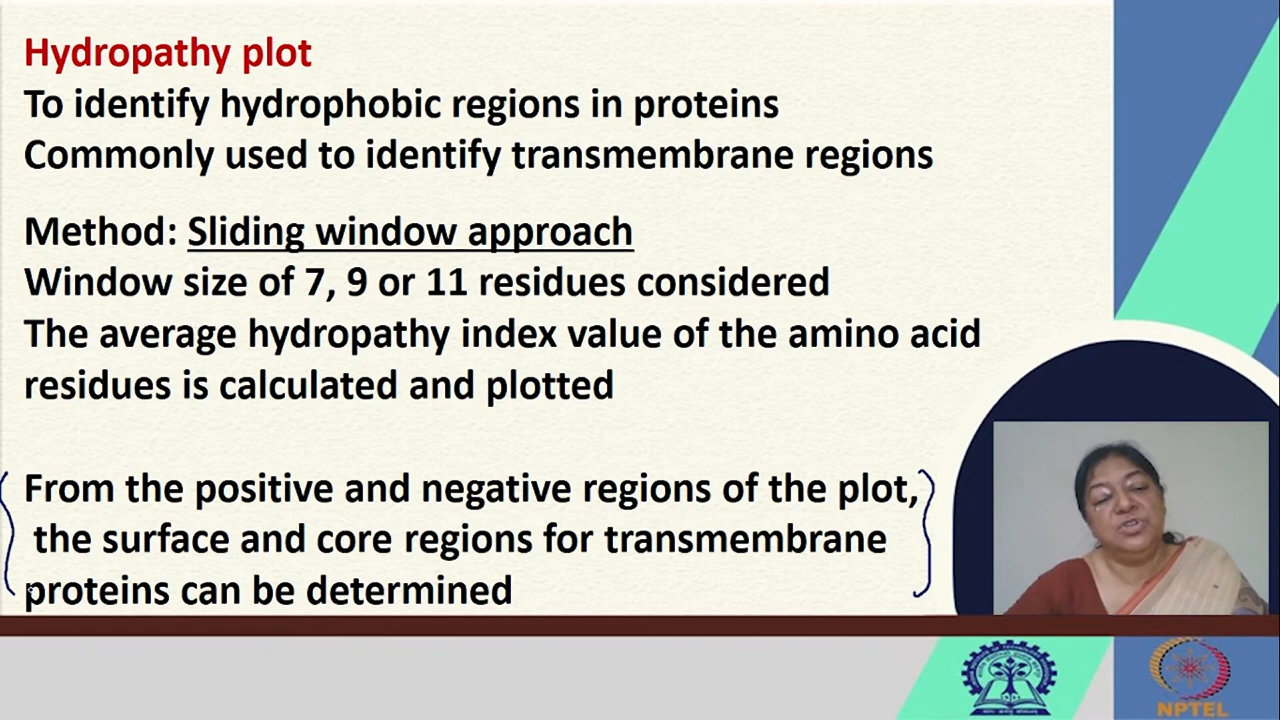 Hydropathy plot
To identify hydrophobic regions in proteins
Commonly used to identify transmembrane regions
Method: Sliding window approach
Window size of 7, 9 or 11 residues considered
The average hydropathy index value of the amino acid
residues is calculated and plotted
From the positive and negative regions of the plot,
the surface and core regions for transmembrane
proteins can be determined
NPTEL